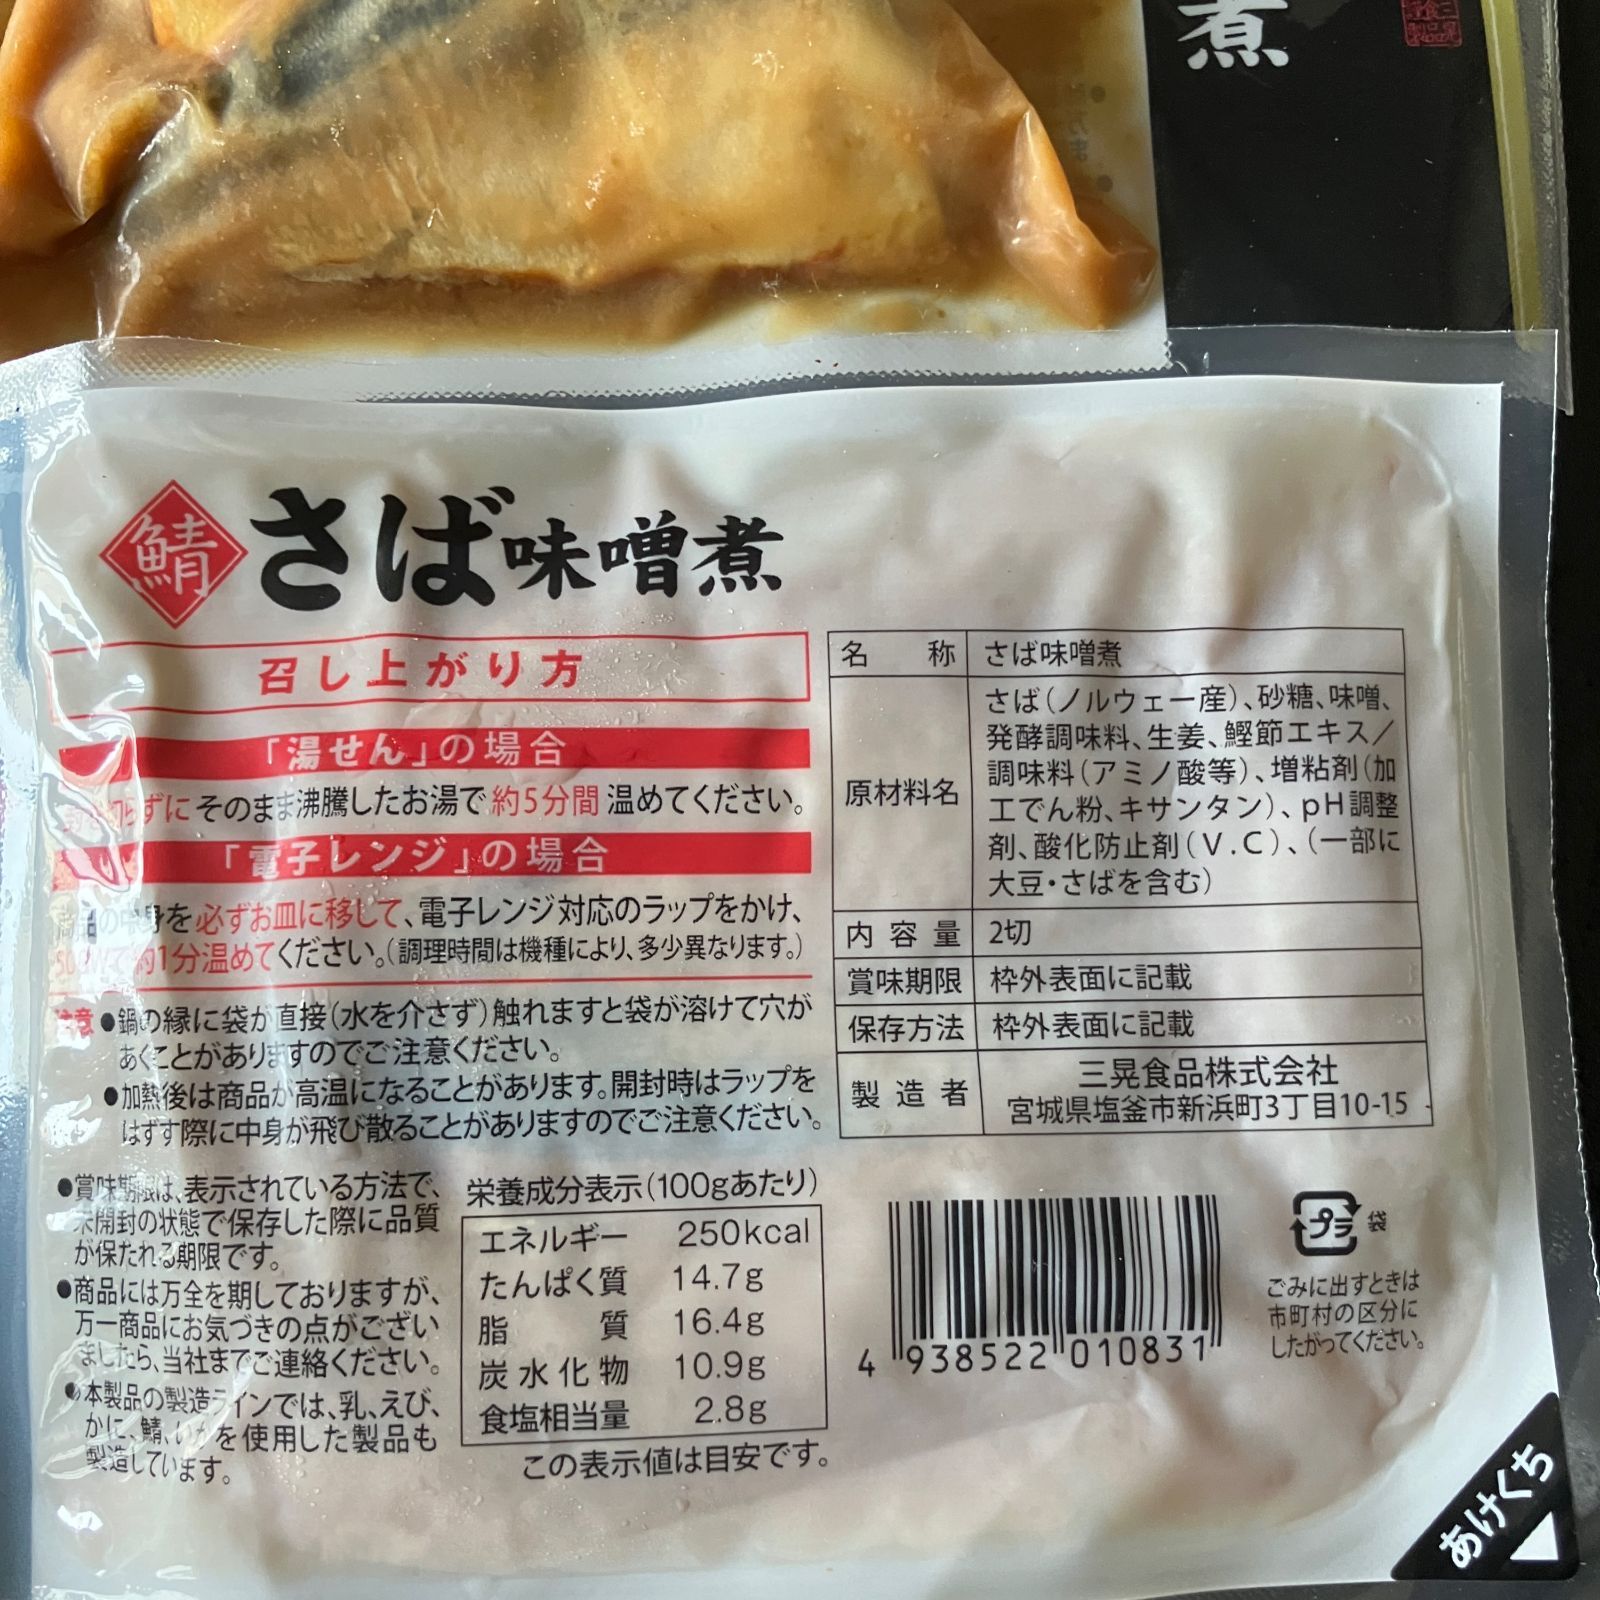 煮
鯖 さば味噌煮
召し上がり方
「湯せん」の場合
封を切らずにそのまま沸騰したお湯で約5分間温めてください。
「電子レンジ」の場合
の中身を必ずお皿に移して、電子レンジ対応のラップをかけ、
500Wで約1分温めてください。(調理時間は機種により、多少異なります。)
注意 ●鍋の縁に袋が直接(水を介さず)触れますと袋が溶けて穴が
あくことがありますのでご注意ください。
●加熱後は商品が高温になることがあります。開封時はラップを
はずす際に中身が飛び散ることがありますのでご注意ください。
●賞味期限は、表示されている方法で、
未開封の状態で保存した際に品質
が保たれる期限です。
●商品には万全を期しておりますが、
万一商品にお気づきの点がござい
ましたら、当社までご連絡ください。
●本製品の製造ラインでは、乳、えび、
かに、鯖、いかを使用した製品も
製造しています。
栄養成分表示(100gあたり)
エネルギー 250kcal
たんぱく質 14.7g
脂質 16.4g
炭水化物 10.9g
食塩相当量 2.8g
この表示値は目安です。
名称 さば味噌煮
原材料名
さば(ノルウェー産)、砂糖、味噌、
発酵調味料、生姜、鰹節エキス/
調味料(アミノ酸等)、増粘剤(加
工でん粉、キサンタン)、pH調整
剤、酸化防止剤(V.C)、(一部に
大豆・さばを含む)
内容量 2切
賞味期限 枠外表面に記載
保存方法 枠外表面に記載
製造者 三晃食品株式会社
宮城県塩釜市新浜町3丁目10-15
4 938522 010831
プラ 袋
ごみに出すときは
市町村の区分に
したがってください。
あけくち